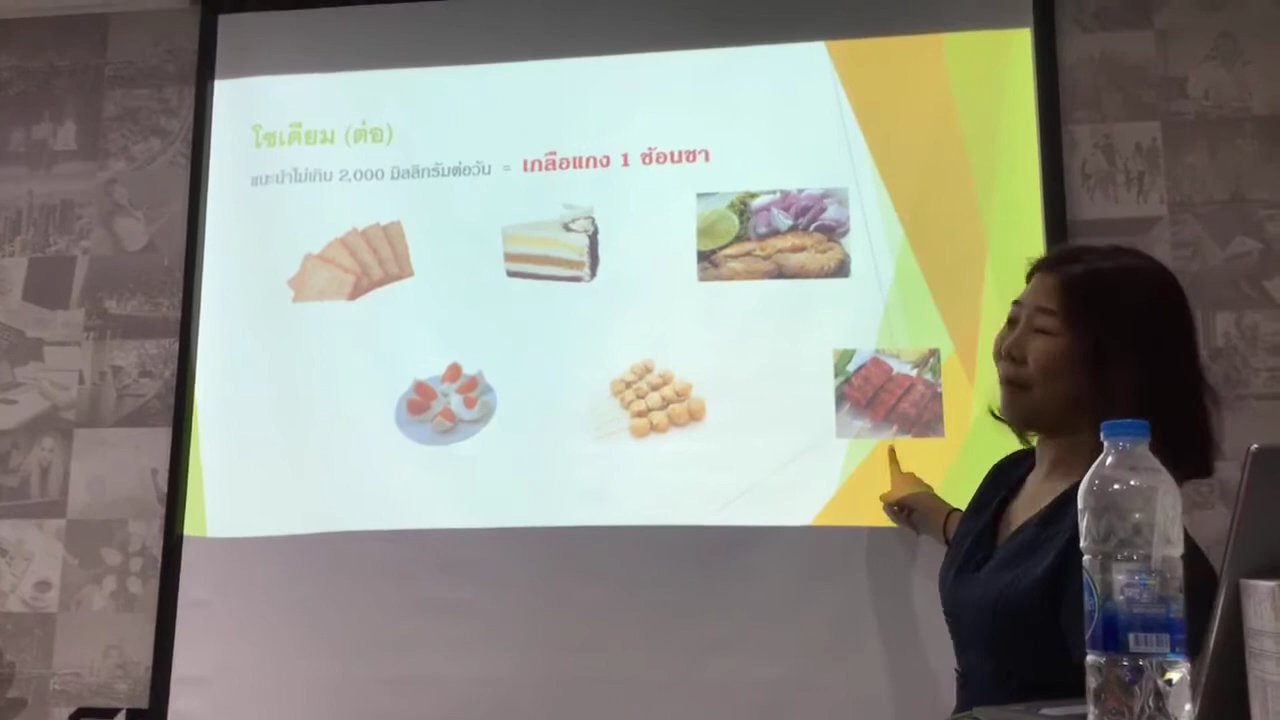 โซเดียม (ต่อ)
แนะนำไม่เกิน 2,000 มิลลิกรัมต่อวัน = เกลือแกง 1 ช้อนชา